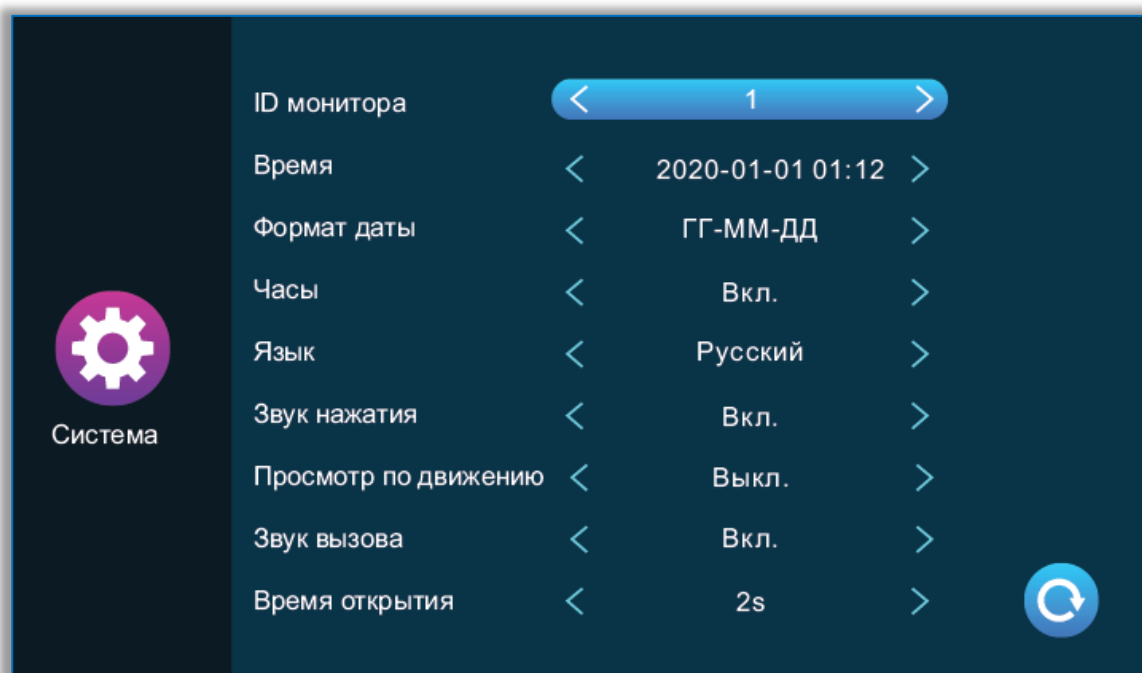 ID монитора 1
Время 2020-01-01 01:12
Формат даты ГГ-ММ-ДД
Часы Вкл.
Язык Русский
Звук нажатия Вкл.
Система
Просмотр по движению Выкл.
Звук вызова Вкл.
Время открытия 2s